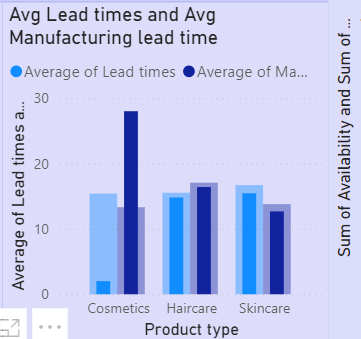 Avg Lead times and Avg
Manufacturing lead time
Average of Lead times Average of Ma...
Average of Lead times a...
30
20
10
0
Cosmetics Haircare Skincare
Product type
Sum of Availability and Sum of ...